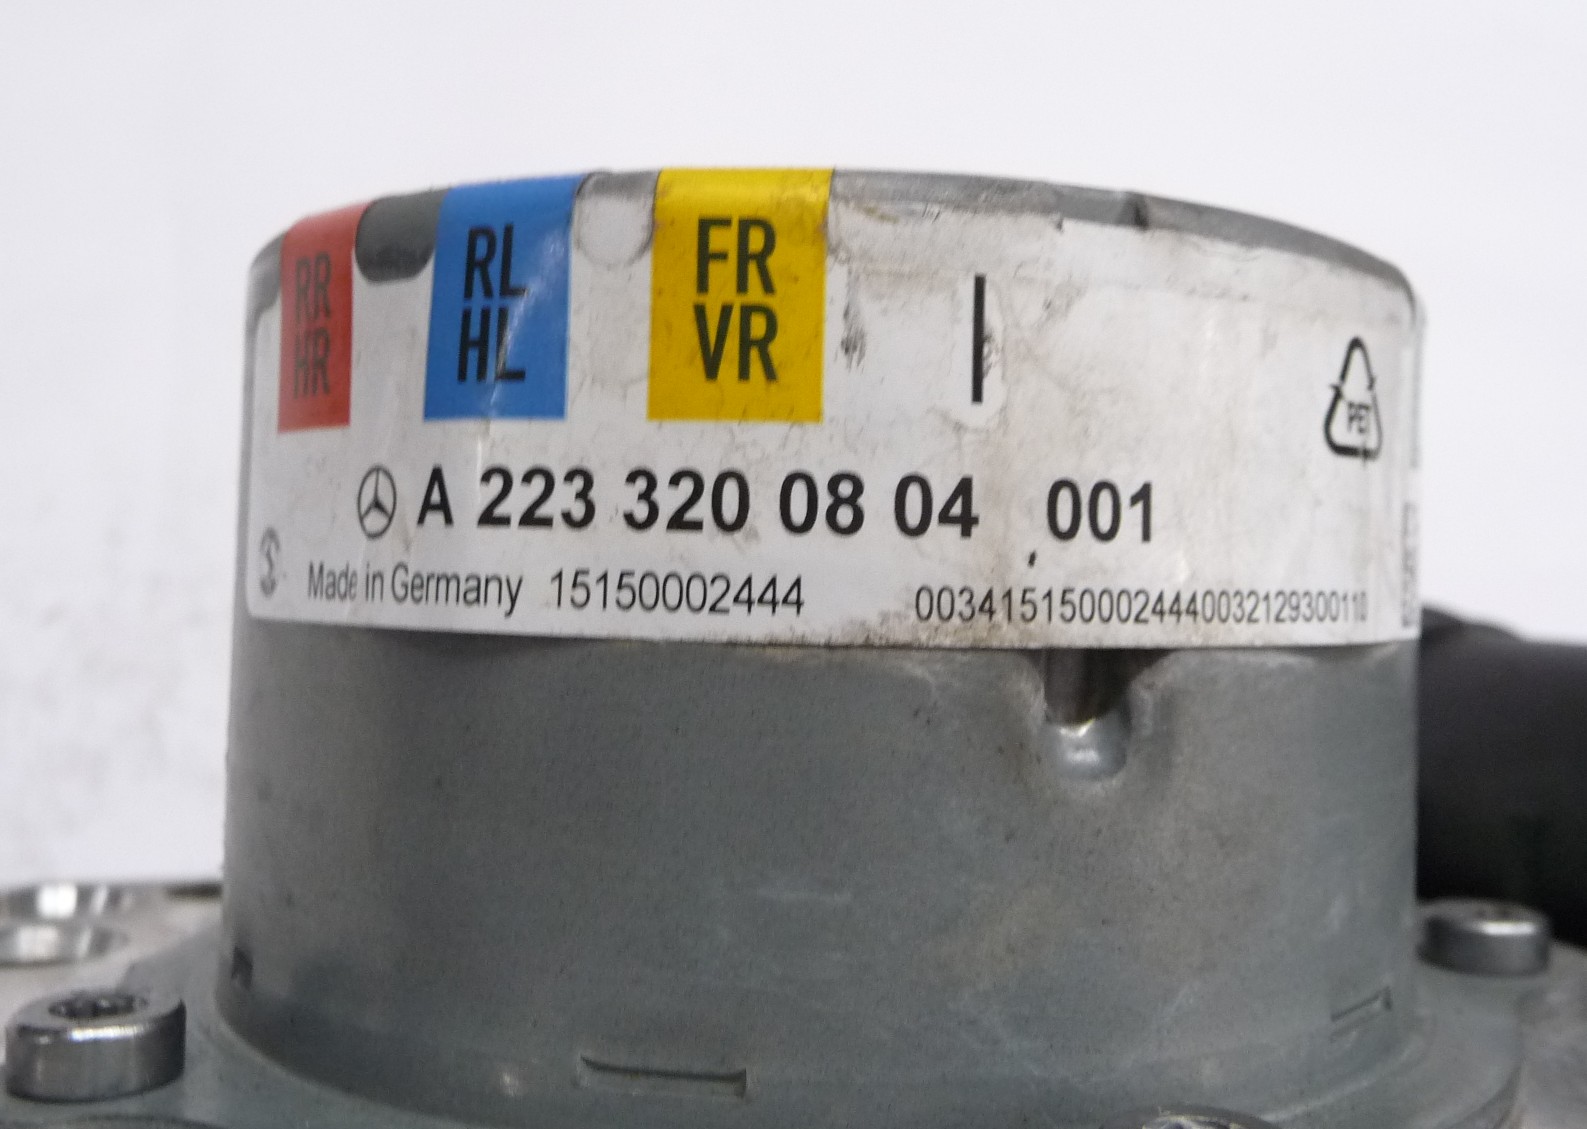 RR RL FR
HR HL VR
A 223 320 08 04 001
PET
Made in Germany 15150002444 0034151500024440032129300110